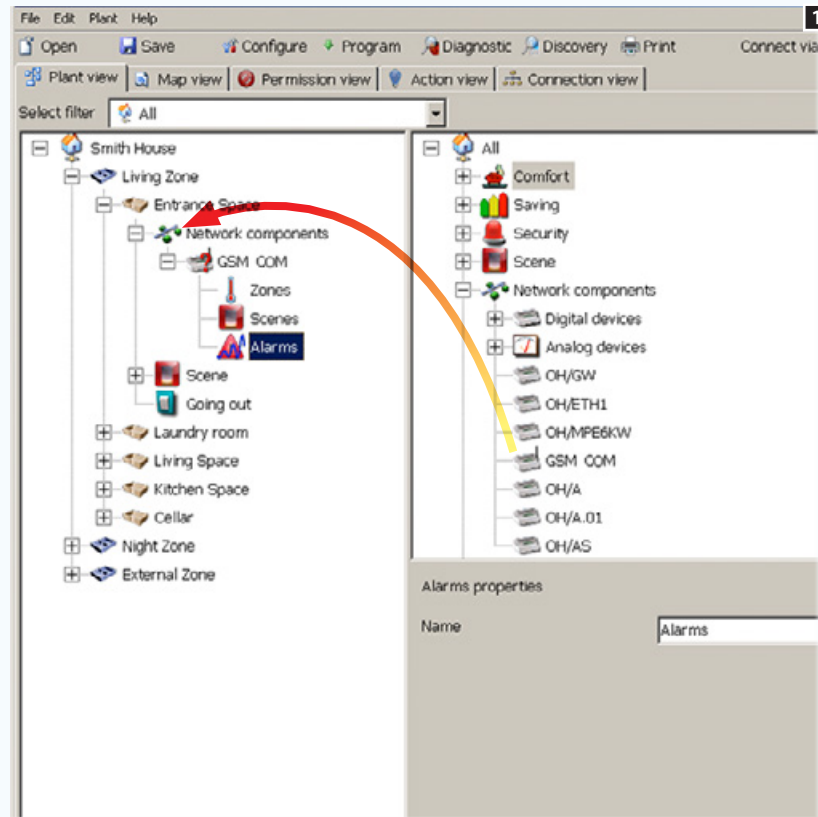 File Edit Plant Help
1
Open Save Configure Program Diagnostic Discovery Print Connect via
Plant view Map view Permission view Action view Connection view
Select filter All
Smith House
Living Zone
Entrance Space
Network components
GSM COM
Zones
Scenes
Alarms
Scene
Going out
Laundry room
Living Space
Kitchen Space
Cellar
Night Zone
External Zone
All
Comfort
Saving
Security
Scene
Network components
Digital devices
Analog devices
OH/GW
OH/ETH1
OH/MPE6KW
GSM COM
OH/A
OH/A.01
OH/AS
Alarms properties
Name Alarms